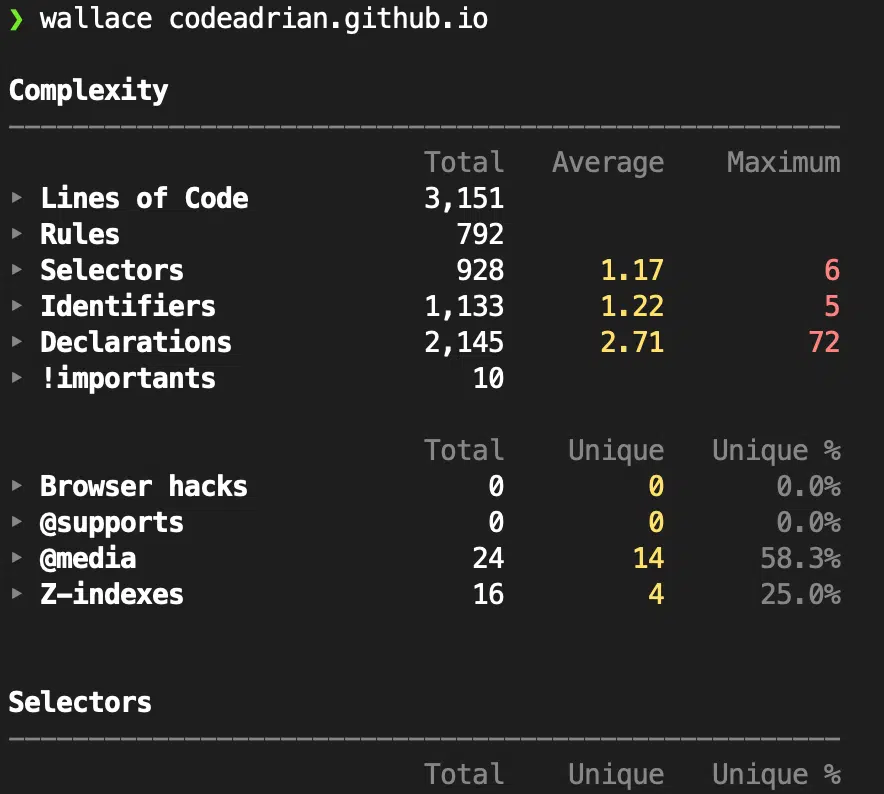 ❯ wallace codeadrian.github.io
Complexity
Total Average Maximum
▸ Lines of Code 3,151
▸ Rules 792
▸ Selectors 928 1.17 6
▸ Identifiers 1,133 1.22 5
▸ Declarations 2,145 2.71 72
▸ !importants 10
Total Unique Unique %
▸ Browser hacks 0 0 0.0%
▸ @supports 0 0 0.0%
▸ @media 24 14 58.3%
▸ Z-indexes 16 4 25.0%
Selectors
Total Unique Unique %